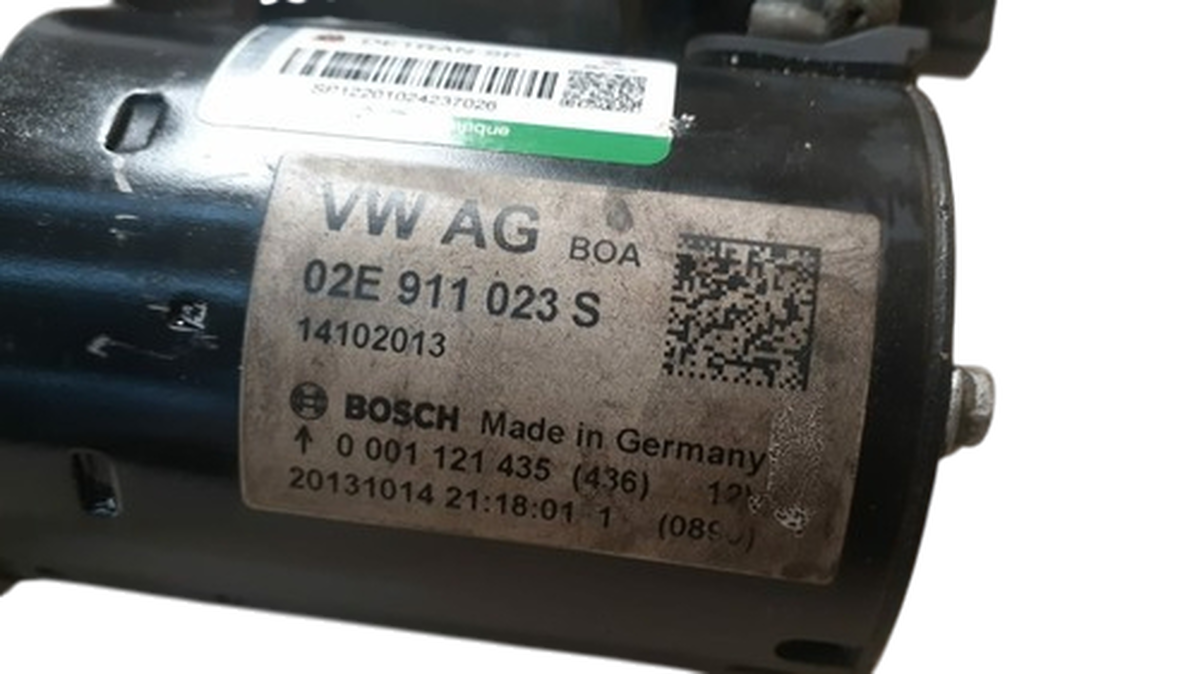 DETRAN-SP
SP12201024237026
VW AG BOA
02E 911 023 S
14102013
BOSCH Made in Germany
↑ 0 001 121 435 (436)
20131014 21:18:01 1